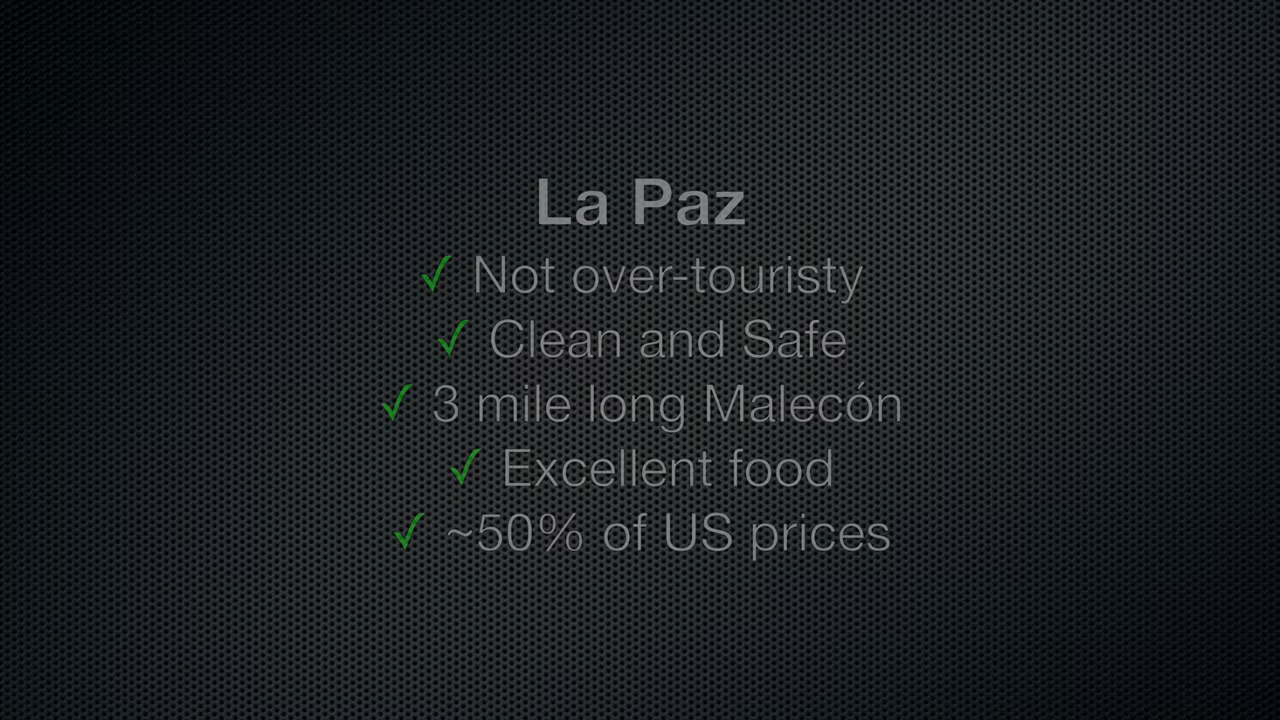 La Paz
✓ Not over-touristy
✓ Clean and Safe
✓ 3 mile long Malecón
✓ Excellent food
✓ ~50% of US prices